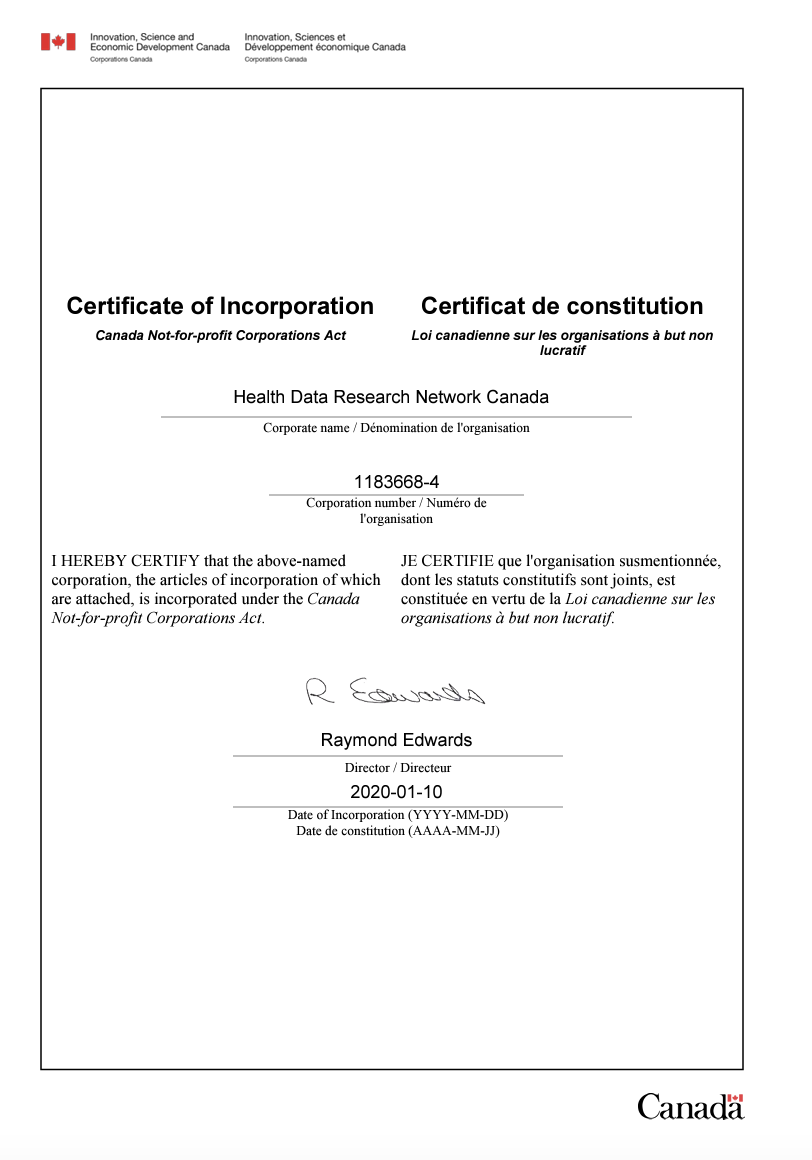 Innovation, Science and
Economic Development Canada
Corporations Canada
Innovation, Sciences et
Développement économique Canada
Corporations Canada
Certificate of Incorporation
Canada Not-for-profit Corporations Act
Certificat de constitution
Loi canadienne sur les organisations à but non
lucratif
Health Data Research Network Canada
Corporate name / Dénomination de l'organisation
1183668-4
Corporation number / Numéro de
l'organisation
I HEREBY CERTIFY that the above-named
corporation, the articles of incorporation of which
are attached, is incorporated under the Canada
Not-for-profit Corporations Act.
JE CERTIFIE que l'organisation susmentionnée,
dont les statuts constitutifs sont joints, est
constituée en vertu de la Loi canadienne sur les
organisations à but non lucratif.
R Edwards
Raymond Edwards
Director / Directeur
2020-01-10
Date of Incorporation (YYYY-MM-DD)
Date de constitution (AAAA-MM-JJ)
Canada